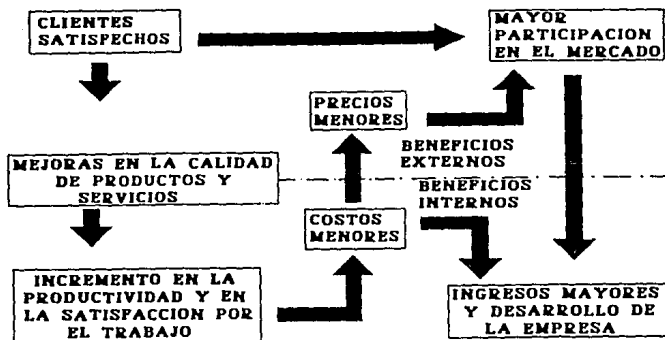 CLIENTES
SATISPECHOS
MAYOR
PARTICIPACION
EN EL MERCADO
PRECIOS
MENORES
BENEFICIOS
EXTERNOS
MEJORAS EN LA CALIDAD
DE PRODUCTOS Y
SERVICIOS
BENEFICIOS
INTERNOS
COSTOS
MENORES
INCREMENTO EN LA
PRODUCTIVIDAD Y EN
LA SATISFACCION POR
EL TRABAJO
INGRESOS MAYORES
Y DESARROLLO DE
LA EMPRESA